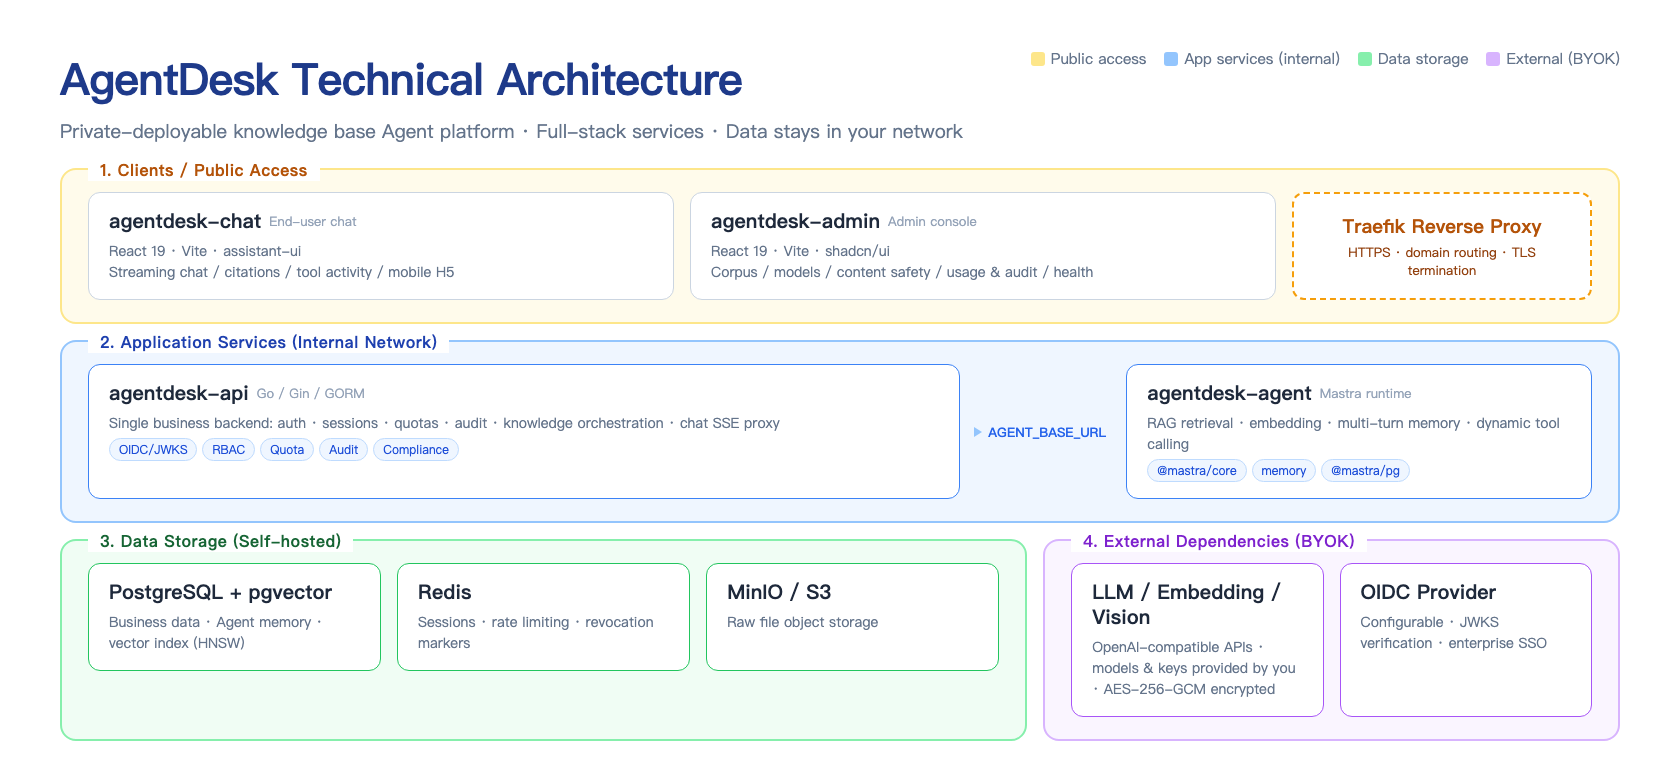 Public access
App services (internal)
Data storage
External (BYOK)
AgentDesk Technical Architecture
Private-deployable knowledge base Agent platform · Full-stack services · Data stays in your network
1. Clients / Public Access
agentdesk-chat End-user chat
React 19 · Vite · assistant-ui
Streaming chat / citations / tool activity / mobile H5
agentdesk-admin Admin console
React 19 · Vite · shadcn/ui
Corpus / models / content safety / usage & audit / health
Traefik Reverse Proxy
HTTPS · domain routing · TLS
termination
2. Application Services (Internal Network)
agentdesk-api Go / Gin / GORM
Single business backend: auth · sessions · quotas · audit · knowledge orchestration · chat SSE proxy
OIDC/JWKS RBAC Quota Audit Compliance
AGENT_BASE_URL
agentdesk-agent Mastra runtime
RAG retrieval · embedding · multi-turn memory · dynamic tool
calling
@mastra/core memory @mastra/pg
3. Data Storage (Self-hosted)
PostgreSQL + pgvector
Business data · Agent memory ·
vector index (HNSW)
Redis
Sessions · rate limiting · revocation
markers
MinIO / S3
Raw file object storage
4. External Dependencies (BYOK)
LLM / Embedding /
Vision
OpenAI-compatible APIs ·
models & keys provided by you
· AES-256-GCM encrypted
OIDC Provider
Configurable · JWKS
verification · enterprise SSO